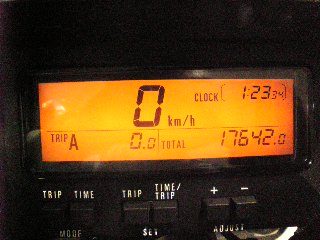 0 km/h CLOCK 1:23 34
TRIP A 0.0 TOTAL 17642.0
TRIP TIME TRIP TIME/TRIP + -
MODE SET ADJUST